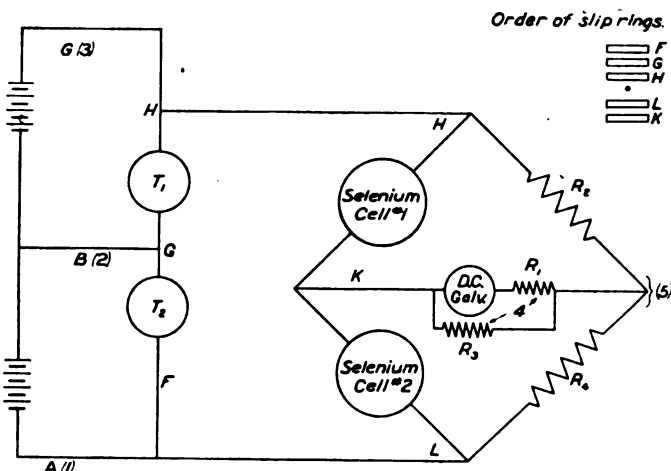 Order of slip rings.
F
G
H
L
K
G (3)
H
H
T₁
Selenium
Cell #1
R₂
B (2)
G
K
D.C.
Galv.
R₁
(5)
4
T₂
R₃
F
Selenium
Cell #2
R₄
L
A (1)